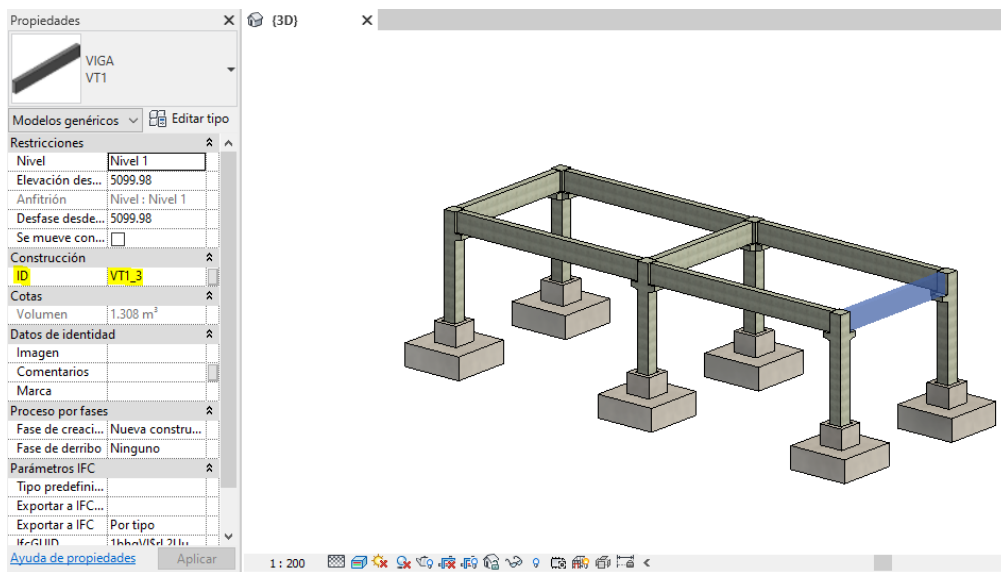 Propiedades
{3D}
VIGA
VT1
Modelos genéricos
Editar tipo
Restricciones
Nivel Nivel 1
Elevación des... 5099.98
Anfitrión Nivel : Nivel 1
Desfase desde... 5099.98
Se mueve con...
Construcción
ID VT1_3
Cotas
Volumen 1.308 m³
Datos de identidad
Imagen
Comentarios
Marca
Proceso por fases
Fase de creaci... Nueva constru...
Fase de derribo Ninguno
Parámetros IFC
Tipo predefini...
Exportar a IFC...
Exportar a IFC Por tipo
IfcGUID
Ayuda de propiedades
Aplicar
1 : 200